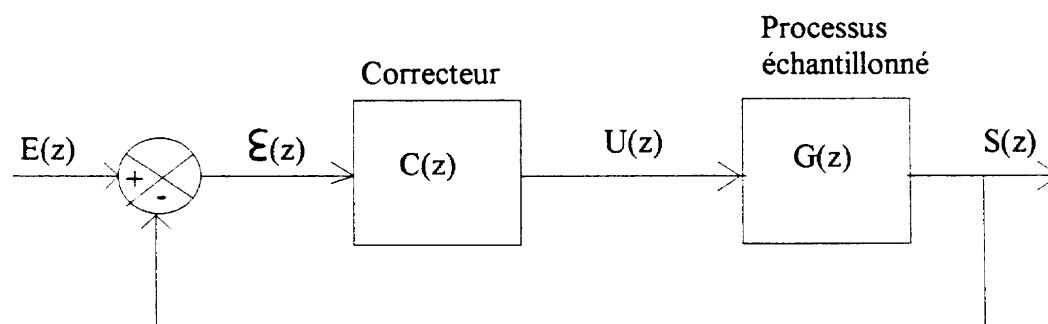 Processus
échantillonné
Correcteur
E(z)
+
-
Ɛ(z)
C(z)
U(z)
G(z)
S(z)